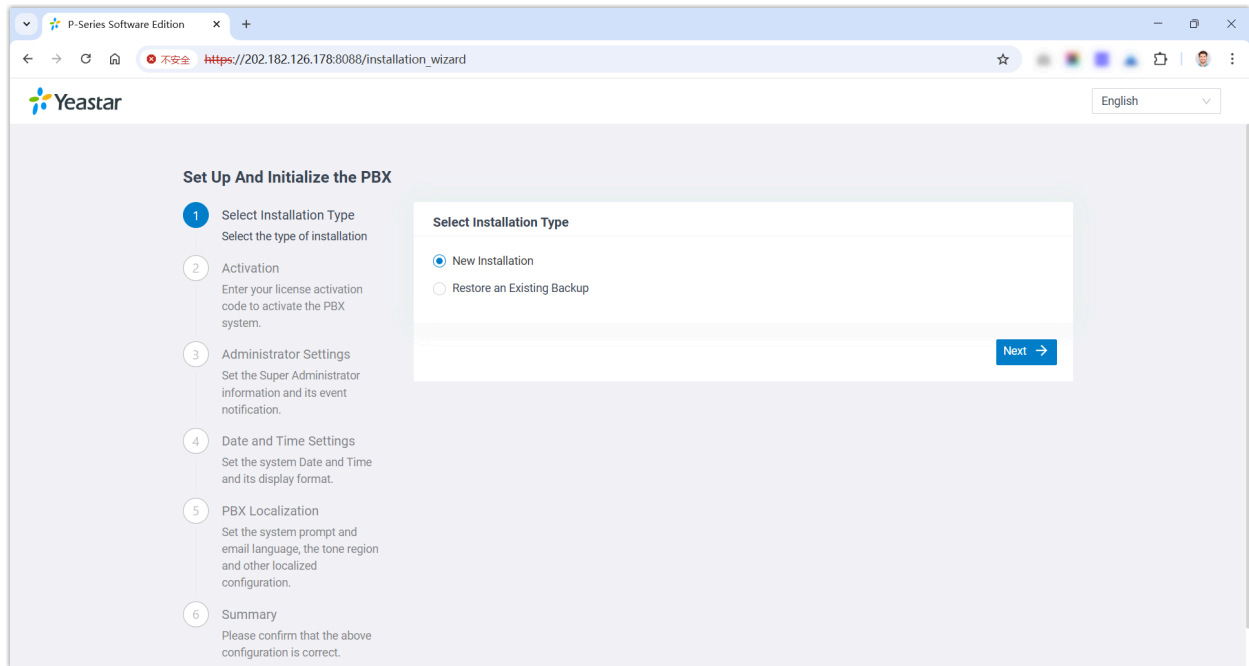 P-Series Software Edition
不安全 https://202.182.126.178:8088/installation_wizard
Yeastar
English
Set Up And Initialize the PBX
1
Select Installation Type
Select the type of installation
2
Activation
Enter your license activation
code to activate the PBX
system.
3
Administrator Settings
Set the Super Administrator
information and its event
notification.
4
Date and Time Settings
Set the system Date and Time
and its display format.
5
PBX Localization
Set the system prompt and
email language, the tone region
and other localized
configuration.
6
Summary
Please confirm that the above
configuration is correct.
Select Installation Type
New Installation
Restore an Existing Backup
Next